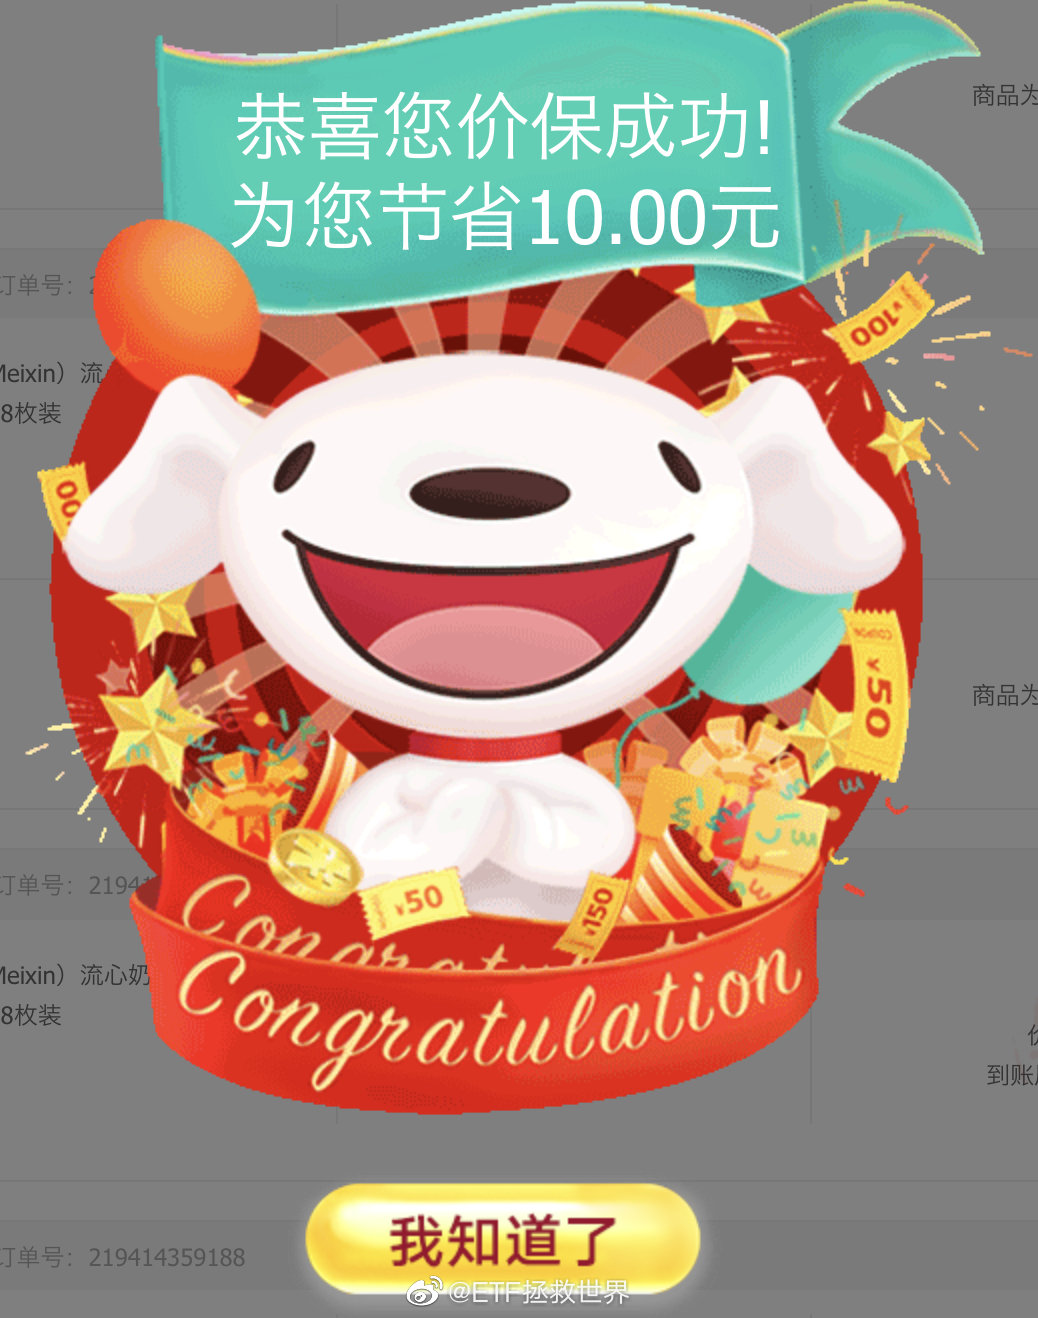 恭喜您价保成功!
为您节省10.00元
商品为
订单号：2
¥100
Meixin）流
8枚装
00
COUPON
¥50
商品为
订单号：2194
¥50
¥150
Congratu
Congratulation
Meixin）流心奶
8枚装
到账
我知道了
订单号：219414359188
@ETF拯救世界